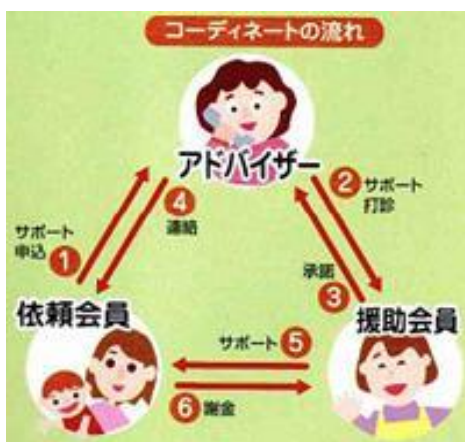 コーディネートの流れ
アドバイザー
②サポート
打診
④
連絡
サポート
申込①
承諾
③
依頼会員
援助会員
サポート⑤
⑥謝金